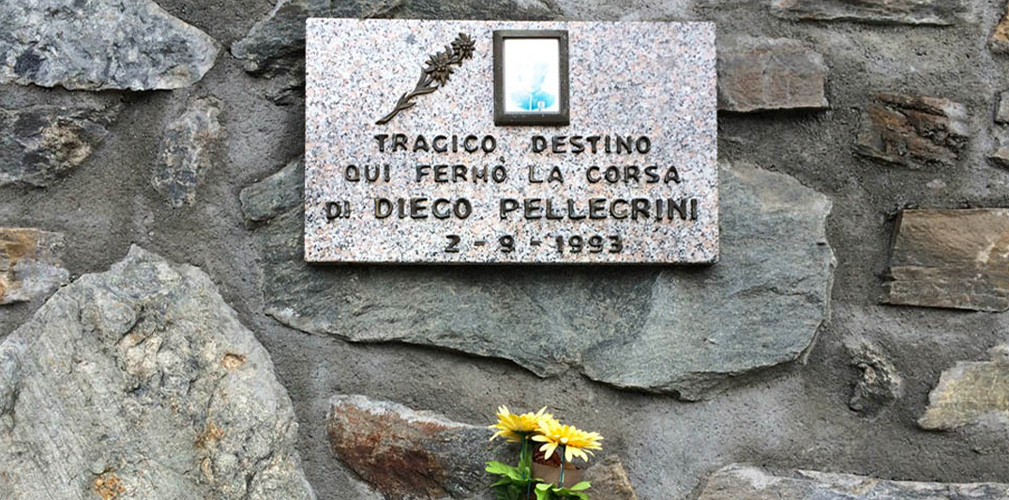 TRAGICO DESTINO
QUI FERMÒ LA CORSA
DI DIEGO PELLEGRINI
2-9-1993